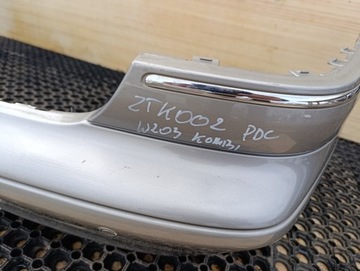 ZTK002 PDC
W203 KOMBI